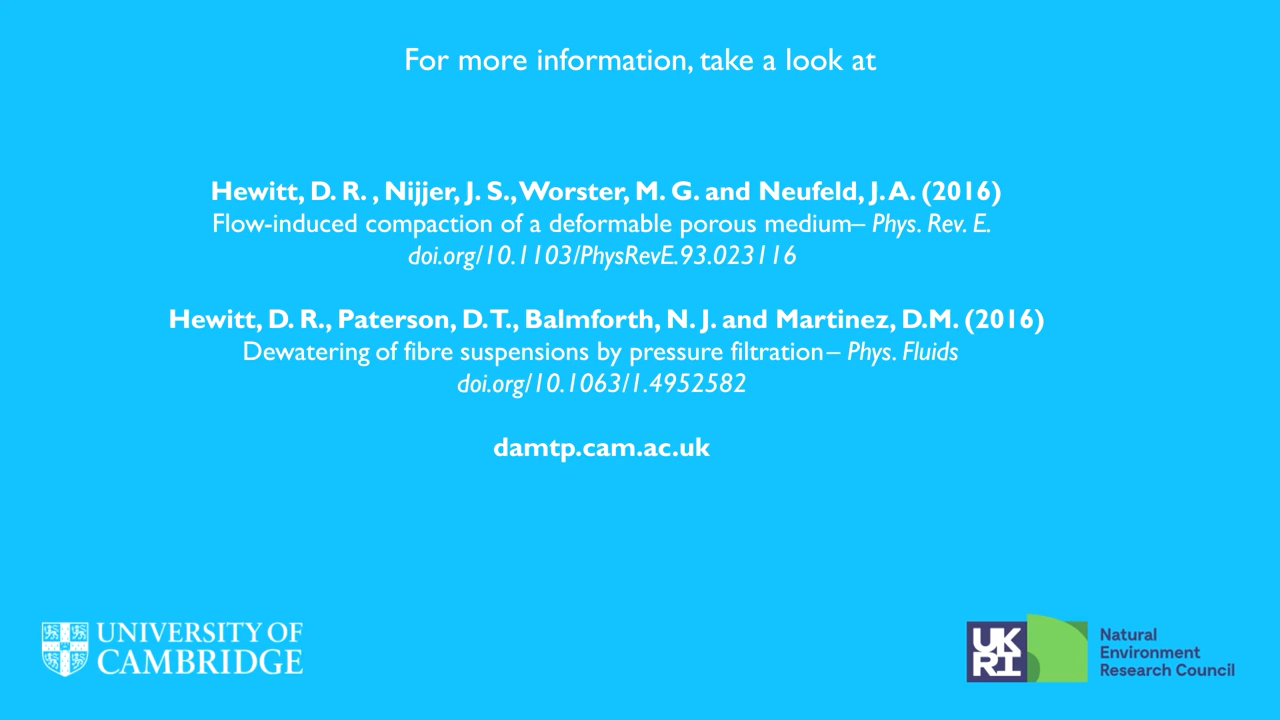 For more information, take a look at
Hewitt, D. R. , Nijjer, J. S., Worster, M. G. and Neufeld, J. A. (2016)
Flow-induced compaction of a deformable porous medium– Phys. Rev. E.
doi.org/10.1103/PhysRevE.93.023116
Hewitt, D. R., Paterson, D.T., Balmforth, N. J. and Martinez, D.M. (2016)
Dewatering of fibre suspensions by pressure filtration – Phys. Fluids
doi.org/10.1063/1.4952582
damtp.cam.ac.uk
UNIVERSITY OF
CAMBRIDGE
UK
RI
Natural
Environment
Research Council